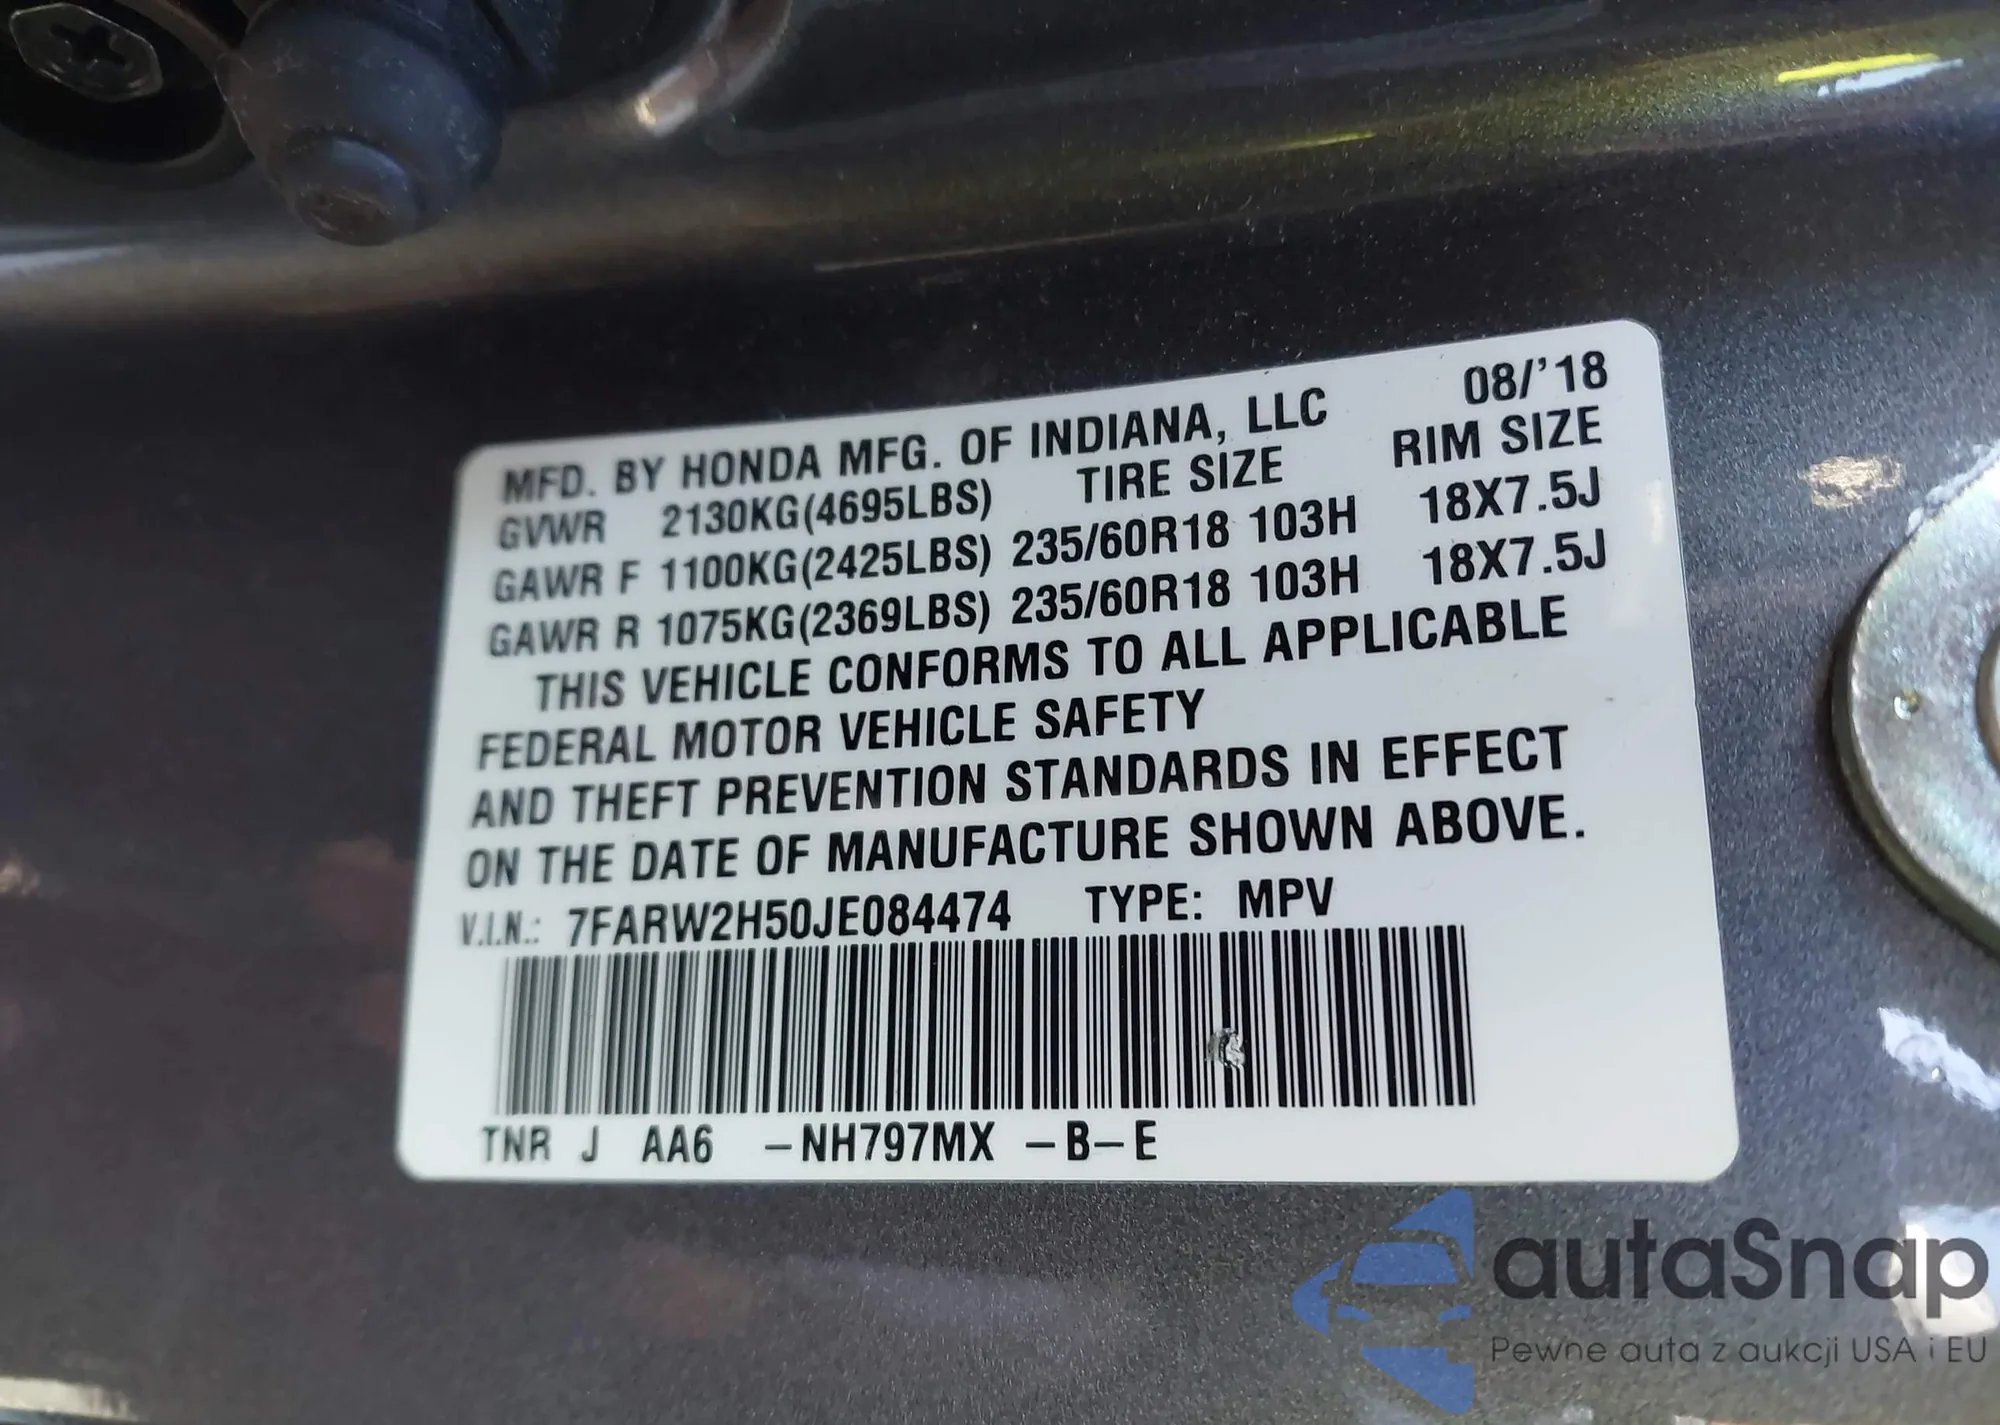 MFD. BY HONDA MFG. OF INDIANA, LLC 08/'18
GVWR 2130KG(4695LBS) TIRE SIZE RIM SIZE
GAWR F 1100KG(2425LBS) 235/60R18 103H 18X7.5J
GAWR R 1075KG(2369LBS) 235/60R18 103H 18X7.5J
THIS VEHICLE CONFORMS TO ALL APPLICABLE
FEDERAL MOTOR VEHICLE SAFETY
AND THEFT PREVENTION STANDARDS IN EFFECT
ON THE DATE OF MANUFACTURE SHOWN ABOVE.
V.I.N.: 7FARW2H50JE084474 TYPE: MPV
TNR J AA6 -NH797MX -B-E
autaSnap
Pewne auta z aukcji USA i EU